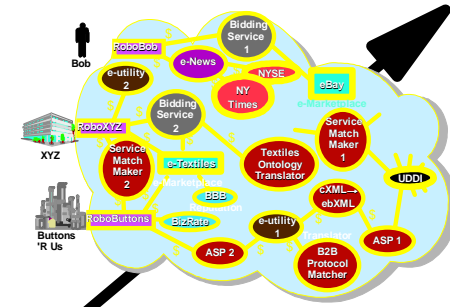 Bidding
Service
1
RoboBob
Bob
e-News
NYSE
e-utility
2
eBay
NY
Times
e-Marketplace
Bidding
Service
2
RoboXYZ
XYZ
Service
Match
Maker
1
Service
Match
Maker
2
e-Textiles
e-Marketplace
Textiles
Ontology
Translator
UDDI
BBB
Reputation
cXML→
ebXML
RoboButtons
BizRate
Buttons
'R Us
e-utility
1
Translator
ASP 1
ASP 2
B2B
Protocol
Matcher
$